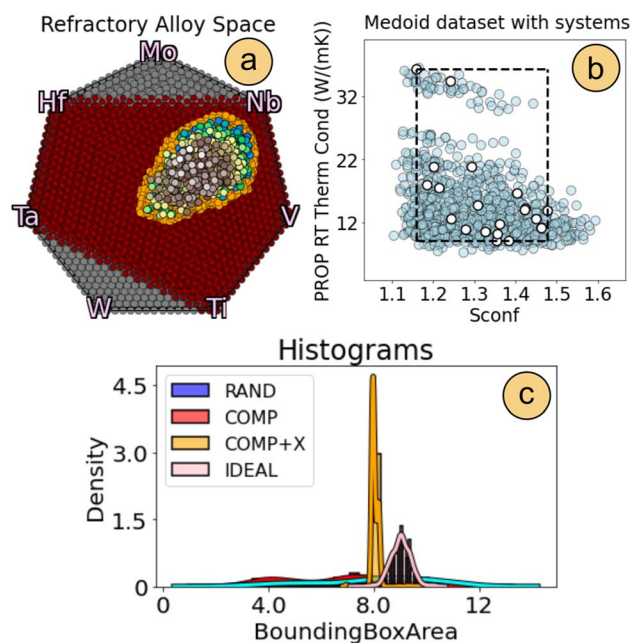 Refractory Alloy Space
a
Mo
Hf
Nb
Ta
V
W
Ti
Medoid dataset with systems
b
PROP RT Therm Cond (W/(mK))
32
22
12
1.1 1.2 1.3 1.4 1.5 1.6
Sconf
Histograms
c
RAND
COMP
COMP+X
IDEAL
Density
4.5
3.0
1.5
0
0 4.0 8.0 12
BoundingBoxArea